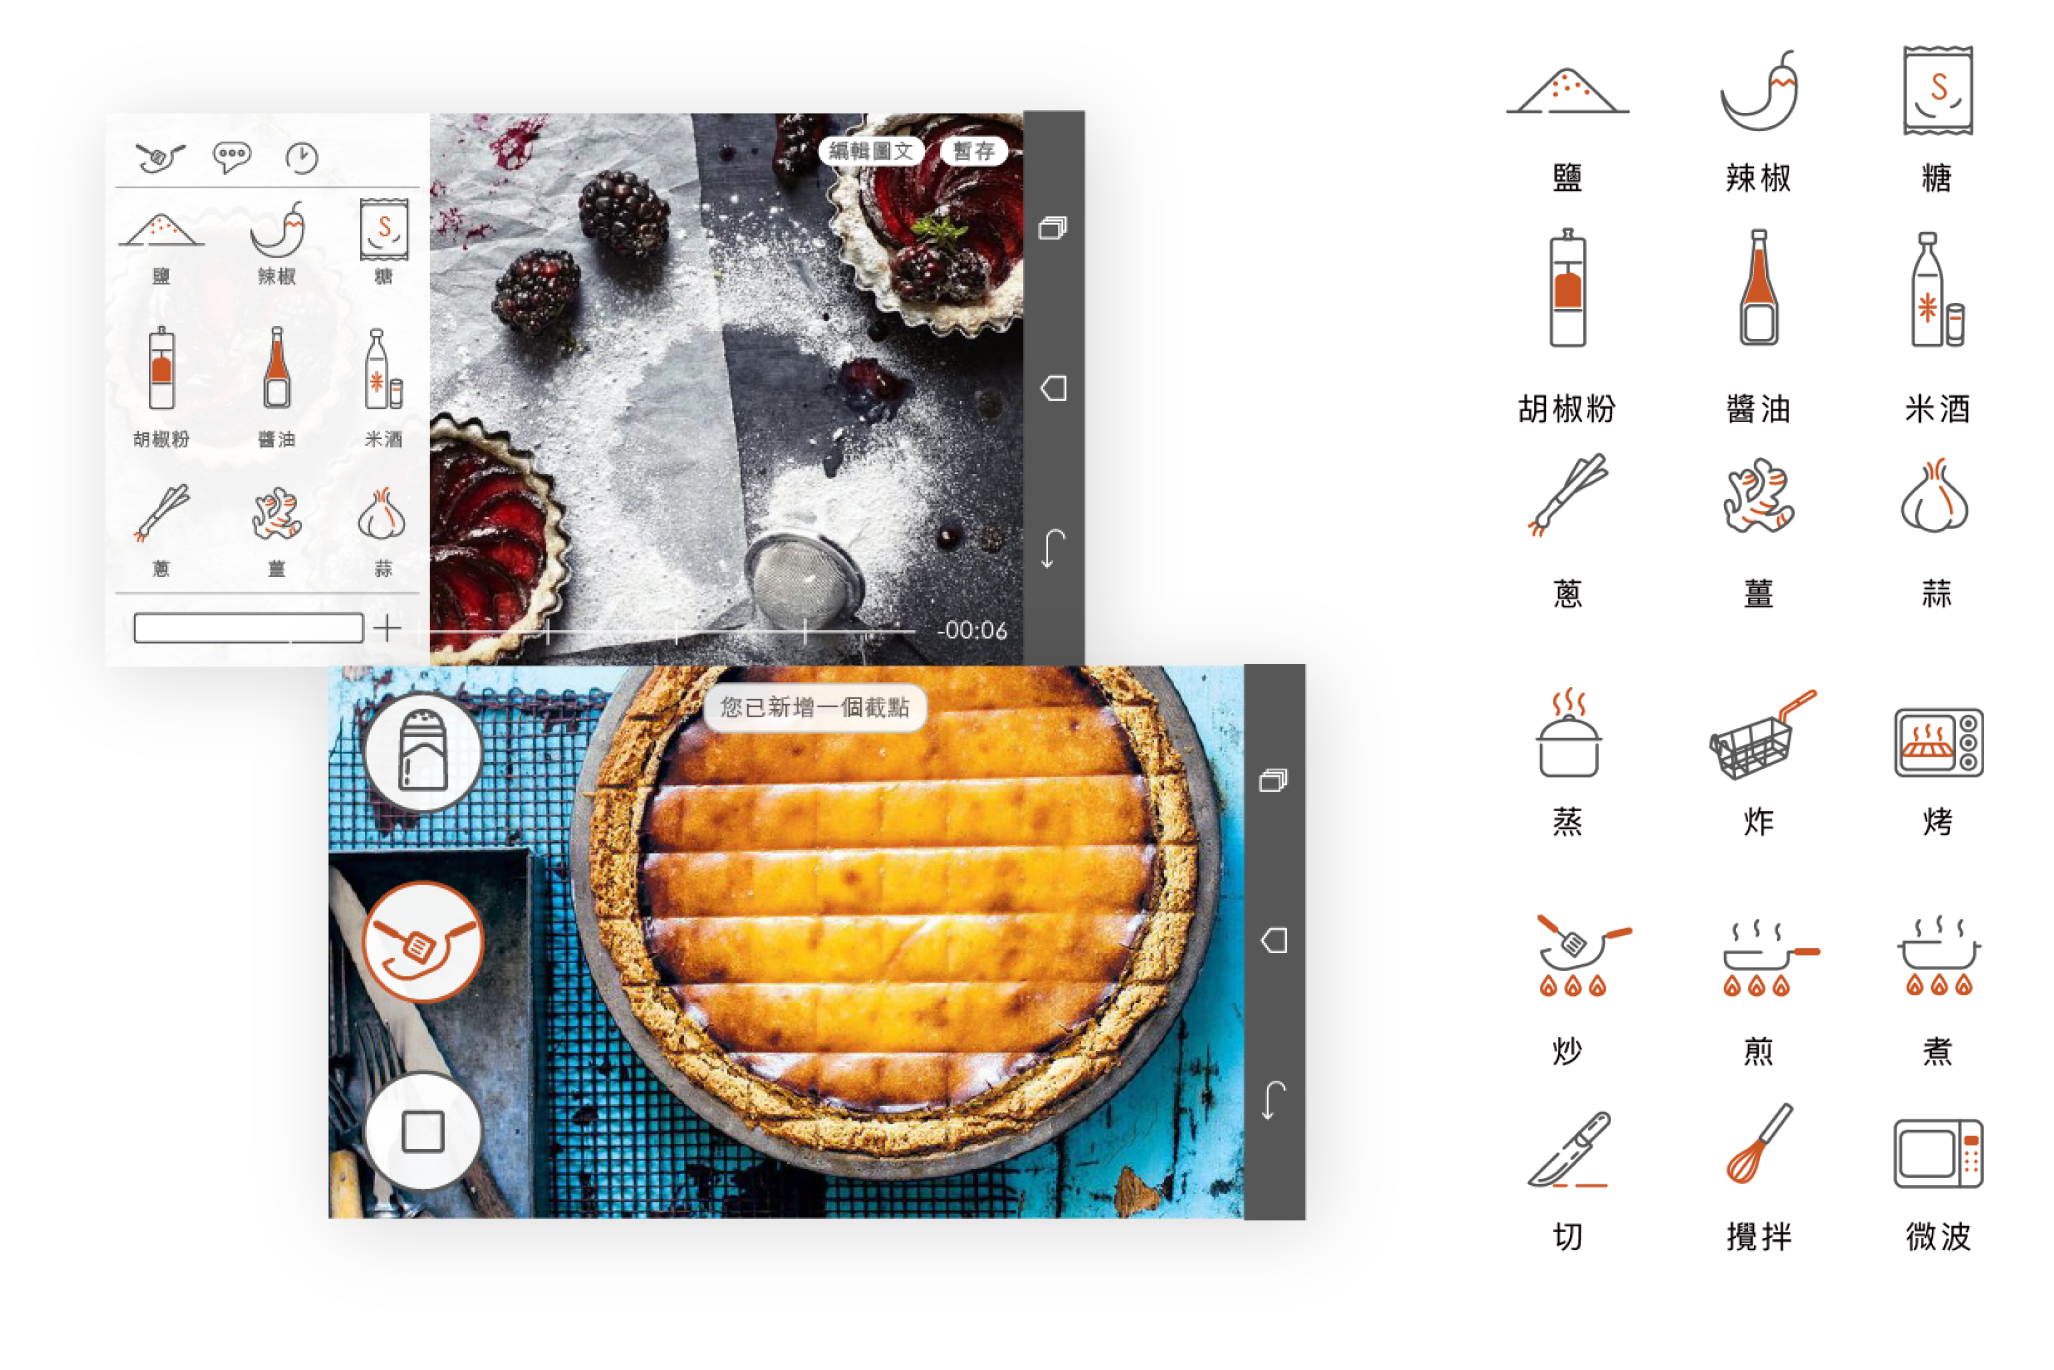 編輯圖文 暫存
鹽 辣椒 糖
胡椒粉 醬油 米酒
蔥 薑 蒜
-00:06
您已新增一個截點
鹽 辣椒 糖
S
胡椒粉 醬油 米酒
米
蔥 薑 蒜
蒸 炸 烤
炒 煎 煮
切 攪拌 微波